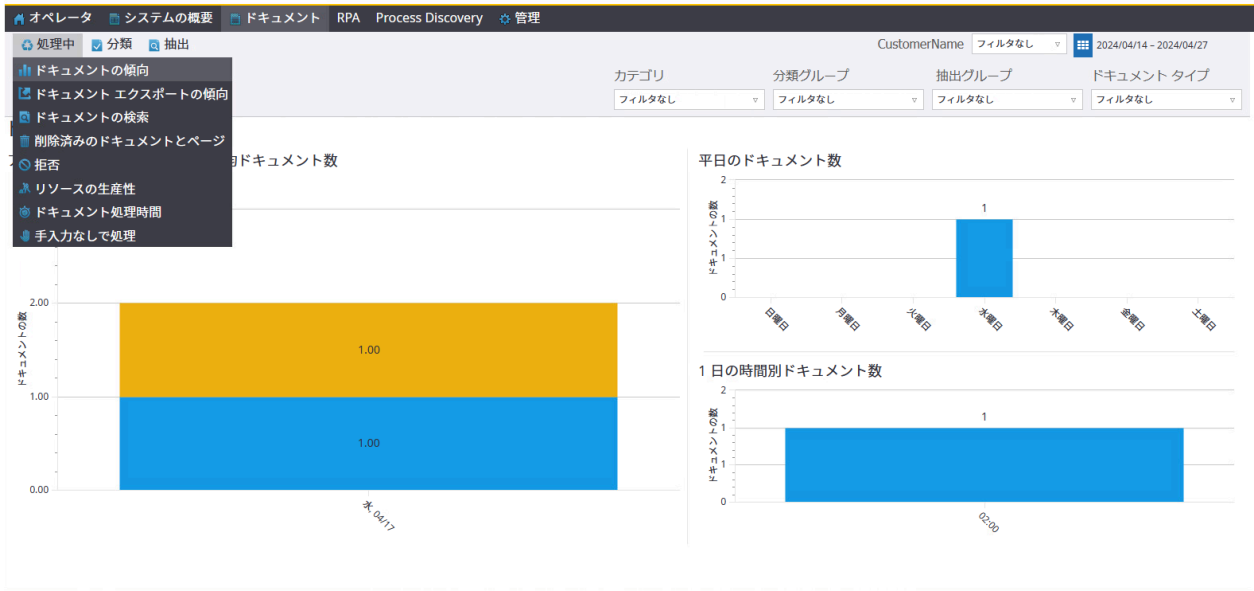 オペレータ システムの概要 ドキュメント RPA Process Discovery 管理
処理中 分類 抽出
CustomerName フィルタなし 2024/04/14 – 2024/04/27
ドキュメントの傾向
ドキュメント エクスポートの傾向
ドキュメントの検索
削除済みのドキュメントとページ
拒否
リソースの生産性
ドキュメント処理時間
手入力なしで処理
カテゴリ 分類グループ 抽出グループ ドキュメント タイプ
フィルタなし フィルタなし フィルタなし フィルタなし
ドキュメント数
2.00
1.00
0.00
ドキュメントの数
1.00
1.00
水, 04/17
平日のドキュメント数
2
1
1
0
ドキュメントの数
1
日曜日 月曜日 火曜日 水曜日 木曜日 金曜日 土曜日
1 日の時間別ドキュメント数
2
1
1
0
ドキュメントの数
1
02:00